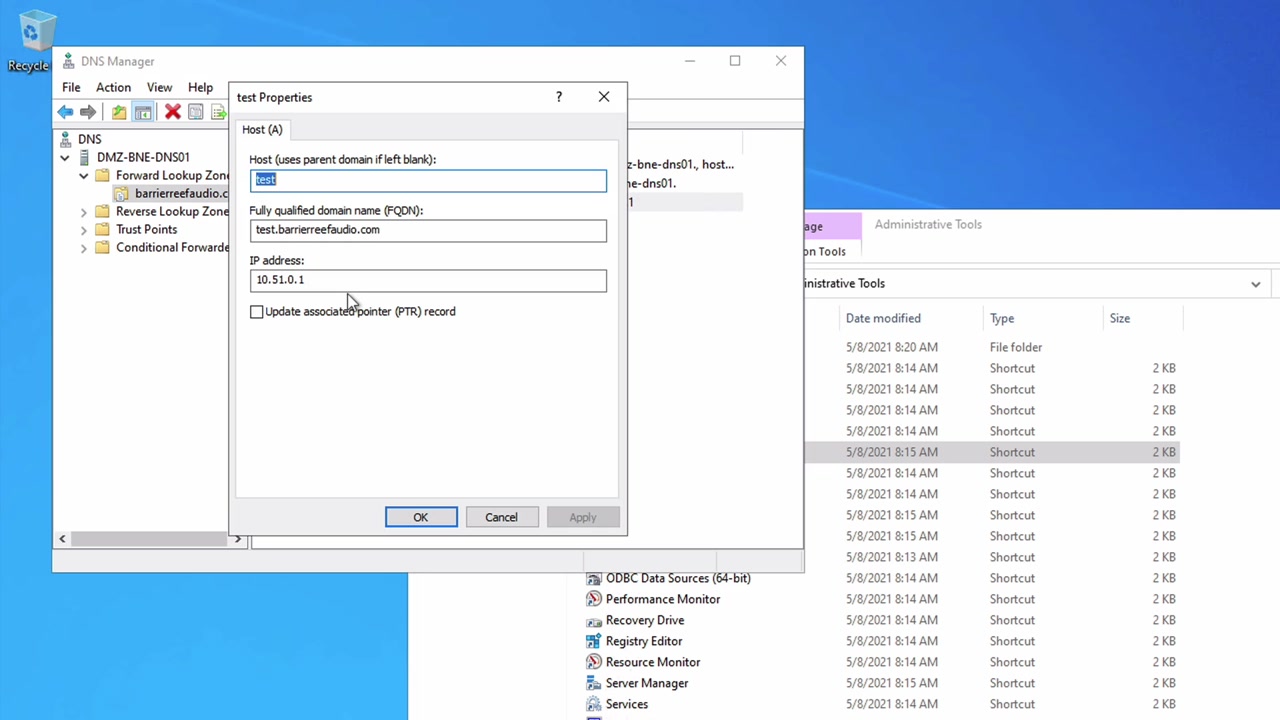 Recycle
DNS Manager
File Action View Help
test Properties
?
Host (A)
DNS
DMZ-BNE-DNS01
Forward Lookup Zone
barrierreefaudio.c
Reverse Lookup Zone
Trust Points
Conditional Forwarde
Host (uses parent domain if left blank):
test
Fully qualified domain name (FQDN):
test.barrierreefaudio.com
IP address:
10.51.0.1
Update associated pointer (PTR) record
OK Cancel Apply
z-bne-dns01., host...
ne-dns01.
1
age
Administrative Tools
on Tools
inistrative Tools
Date modified Type Size
5/8/2021 8:20 AM File folder
5/8/2021 8:14 AM Shortcut 2 KB
5/8/2021 8:14 AM Shortcut 2 KB
5/8/2021 8:14 AM Shortcut 2 KB
5/8/2021 8:14 AM Shortcut 2 KB
5/8/2021 8:15 AM Shortcut 2 KB
5/8/2021 8:14 AM Shortcut 2 KB
5/8/2021 8:14 AM Shortcut 2 KB
5/8/2021 8:15 AM Shortcut 2 KB
5/8/2021 8:15 AM Shortcut 2 KB
5/8/2021 8:13 AM Shortcut 2 KB
ODBC Data Sources (64-bit) 5/8/2021 8:14 AM Shortcut 2 KB
Performance Monitor 5/8/2021 8:14 AM Shortcut 2 KB
Recovery Drive 5/8/2021 8:14 AM Shortcut 2 KB
Registry Editor 5/8/2021 8:14 AM Shortcut 2 KB
Resource Monitor 5/8/2021 8:14 AM Shortcut 2 KB
Server Manager 5/8/2021 8:15 AM Shortcut 2 KB
Services 5/8/2021 8:14 AM Shortcut 2 KB